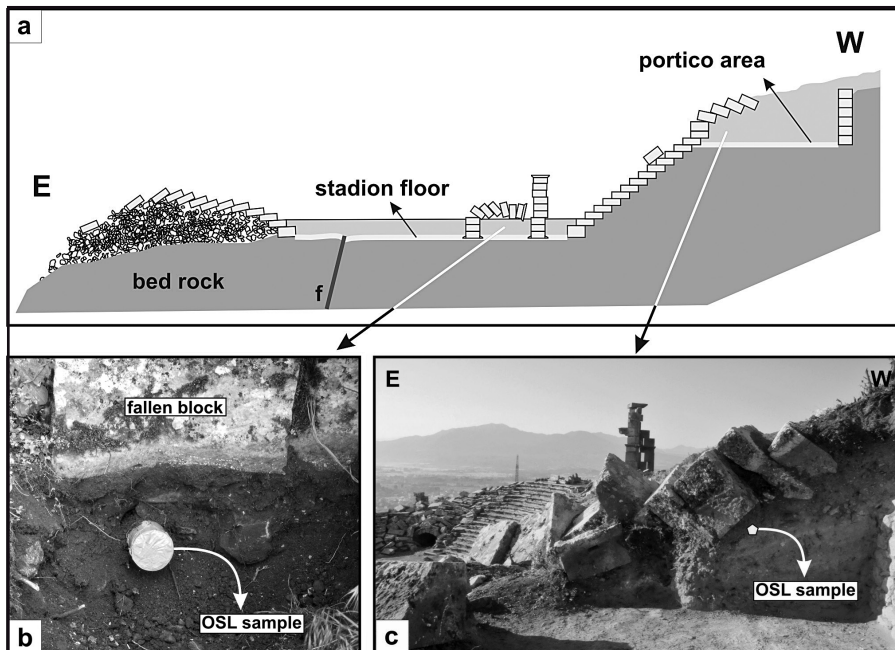 a
W
portico area
E
stadion floor
bed rock
f
fallen block
OSL sample
b
E
W
OSL sample
c